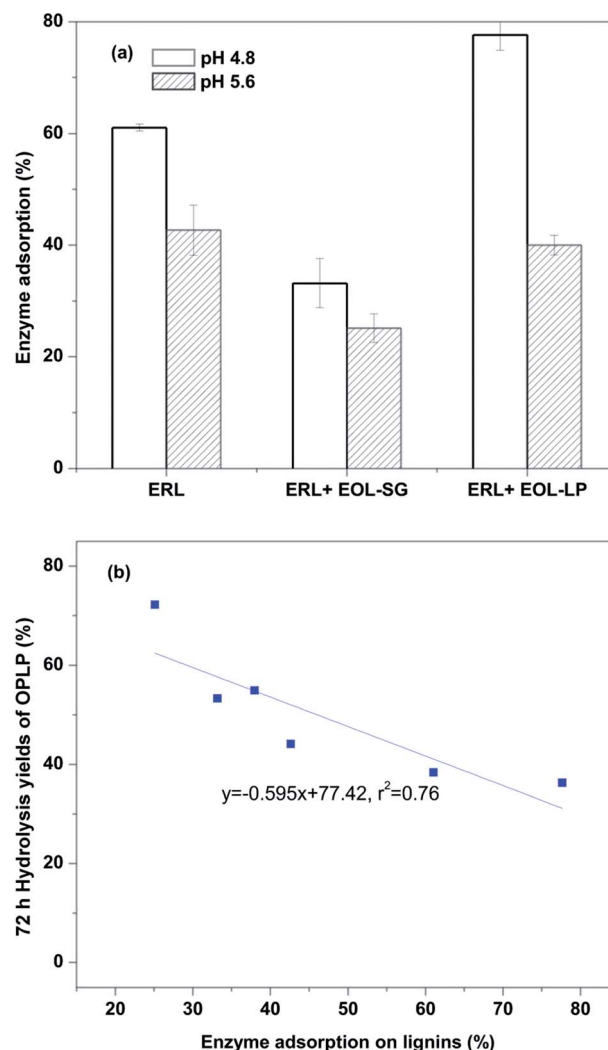 80
(a)
pH 4.8
pH 5.6
60
40
20
0
Enzyme adsorption (%)
ERL ERL+ EOL-SG ERL+ EOL-LP
(b)
80
60
40
20
0
72 h Hydrolysis yields of OPLP (%)
y=-0.595x+77.42, r²=0.76
20 30 40 50 60 70 80
Enzyme adsorption on lignins (%)